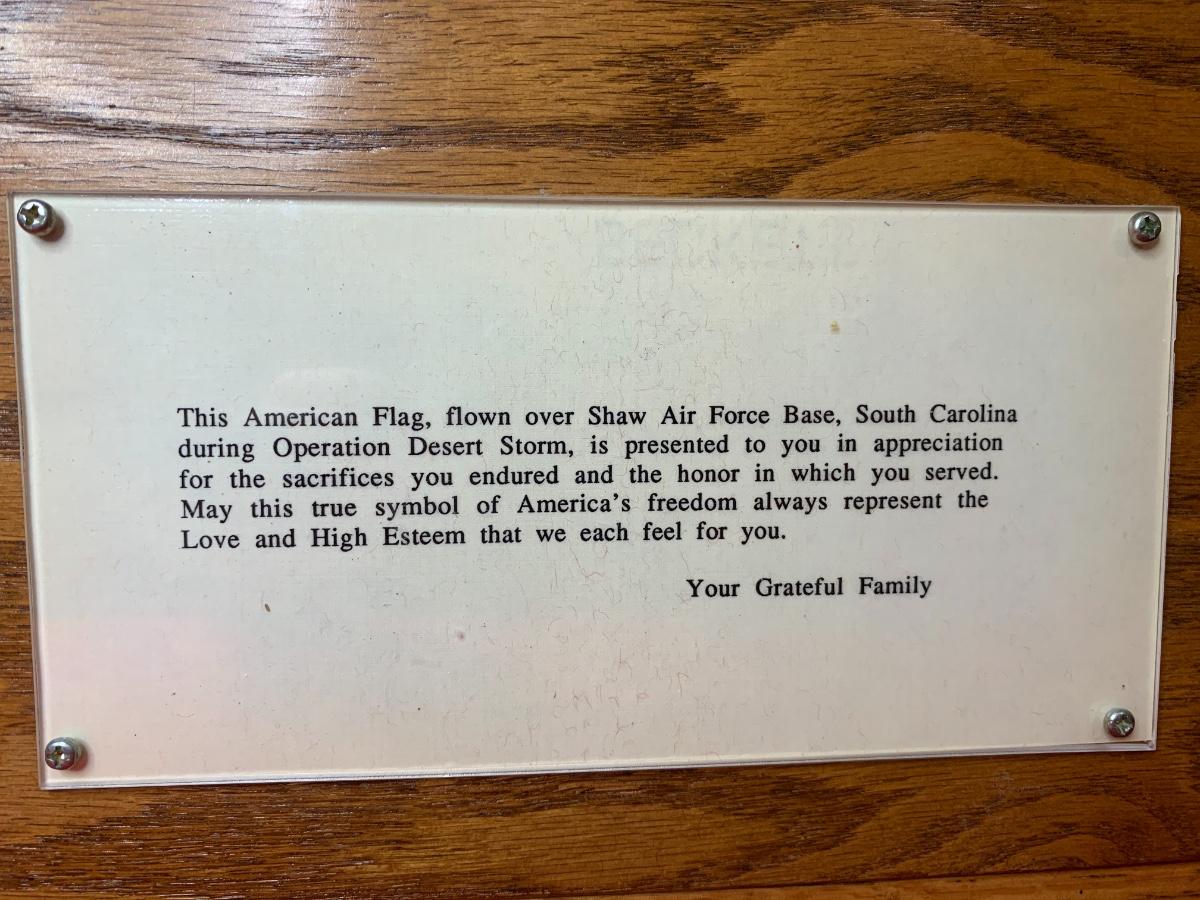 This American Flag, flown over Shaw Air Force Base, South Carolina
during Operation Desert Storm, is presented to you in appreciation
for the sacrifices you endured and the honor in which you served.
May this true symbol of America's freedom always represent the
Love and High Esteem that we each feel for you.
Your Grateful Family